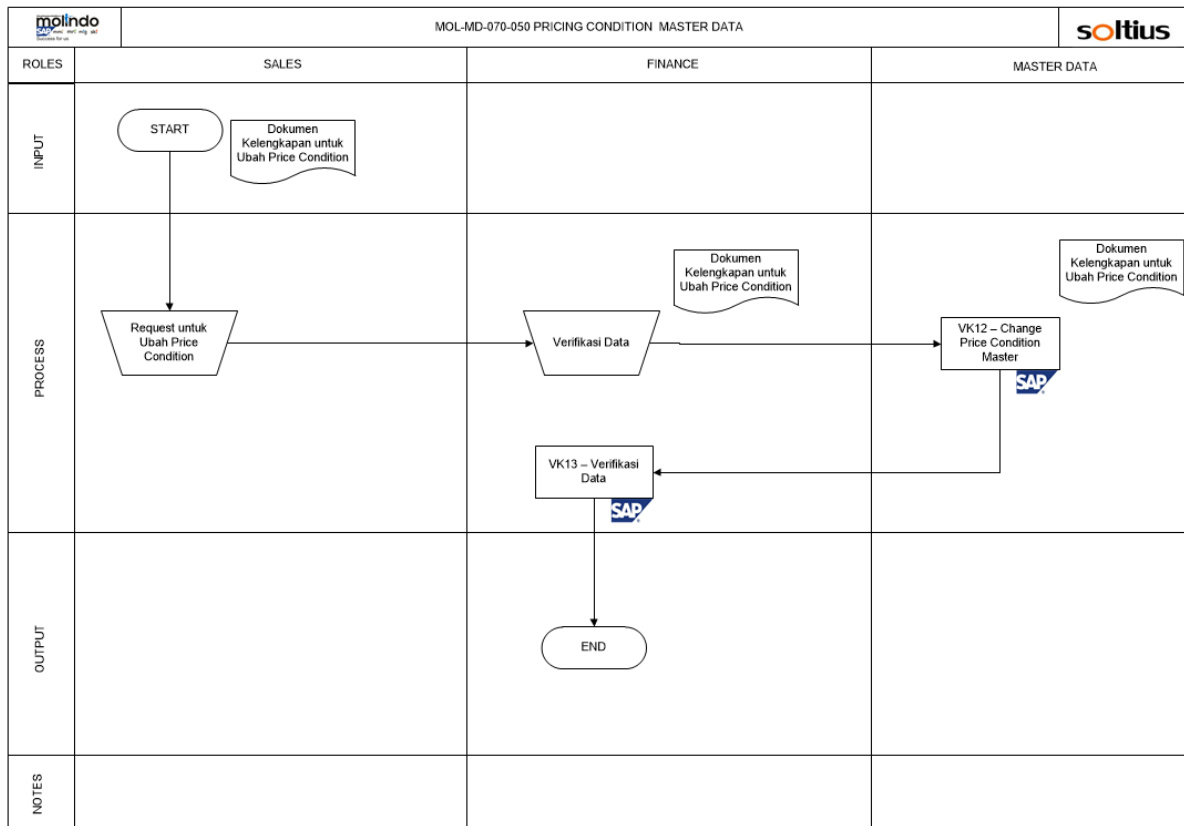 molindo
SAP
MOL-MD-070-050 PRICING CONDITION MASTER DATA
soltius
ROLES
SALES
FINANCE
MASTER DATA
INPUT
START
Dokumen
Kelengkapan untuk
Ubah Price Condition
PROCESS
Request untuk
Ubah Price
Condition
Verifikasi Data
Dokumen
Kelengkapan untuk
Ubah Price Condition
Dokumen
Kelengkapan untuk
Ubah Price Condition
VK12 – Change
Price Condition
Master
SAP
VK13 – Verifikasi
Data
SAP
OUTPUT
END
NOTES